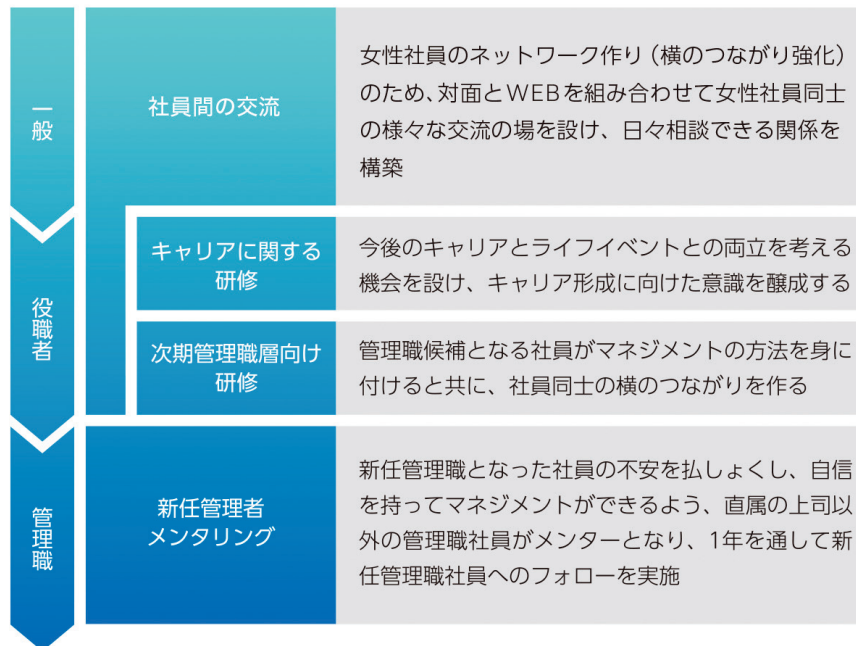 一般
社員間の交流
女性社員のネットワーク作り（横のつながり強化）
のため、対面とWEBを組み合わせて女性社員同士
の様々な交流の場を設け、日々相談できる関係を
構築
役職者
キャリアに関する
研修
今後のキャリアとライフイベントとの両立を考える
機会を設け、キャリア形成に向けた意識を醸成する
次期管理職層向け
研修
管理職候補となる社員がマネジメントの方法を身に
付けると共に、社員同士の横のつながりを作る
管理職
新任管理者
メンタリング
新任管理職となった社員の不安を払しょくし、自信
を持ってマネジメントができるよう、直属の上司以
外の管理職社員がメンターとなり、1年を通して新
任管理職社員へのフォローを実施